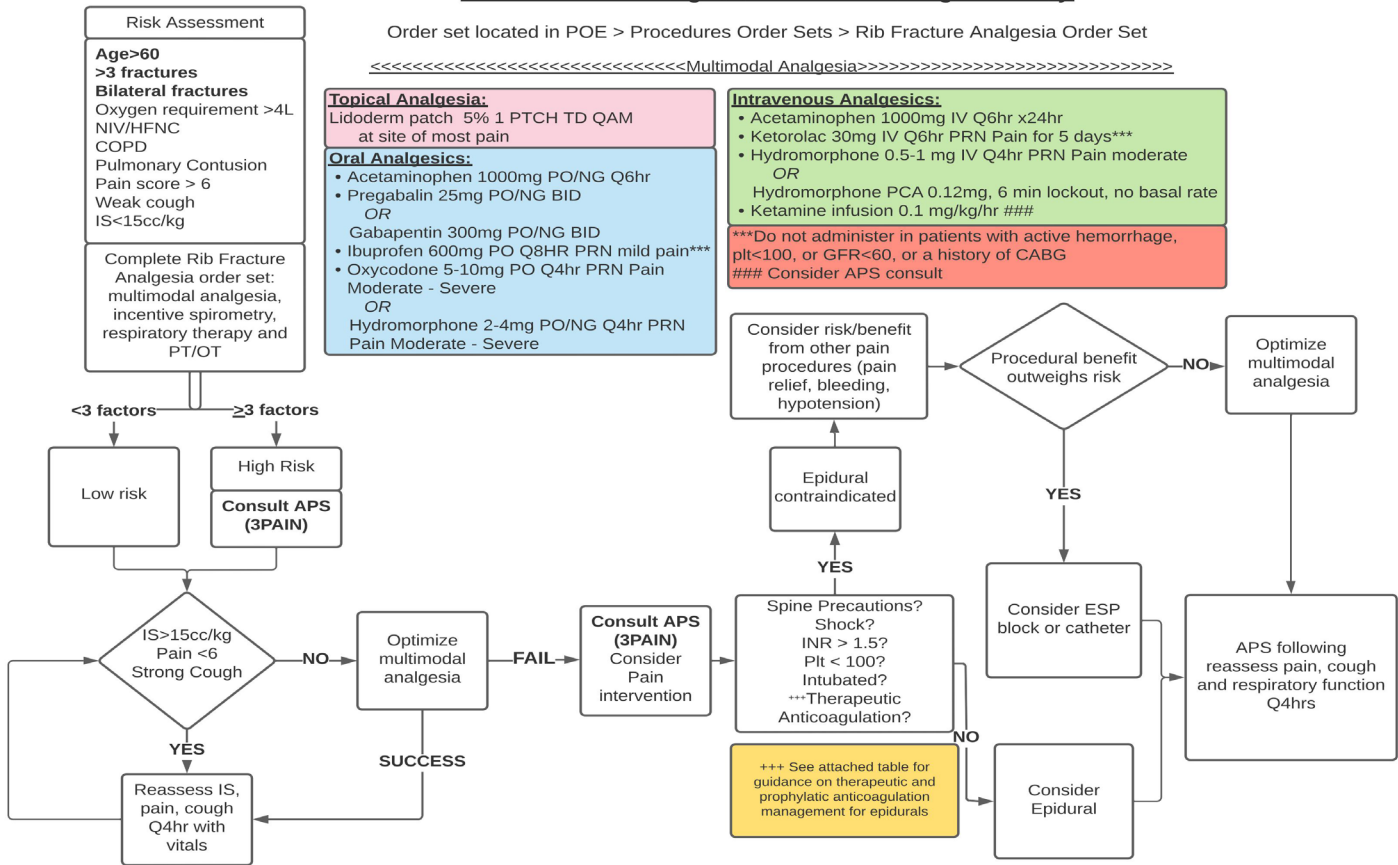 Order set located in POE > Procedures Order Sets > Rib Fracture Analgesia Order Set
<<<<<<<<<<<<<<<<<<<<<<<<<<<<<<Multimodal Analgesia>>>>>>>>>>>>>>>>>>>>>>>>>>>>>>
Risk Assessment
Age>60
>3 fractures
Bilateral fractures
Oxygen requirement >4L
NIV/HFNC
COPD
Pulmonary Contusion
Pain score > 6
Weak cough
IS<15cc/kg
Complete Rib Fracture
Analgesia order set:
multimodal analgesia,
incentive spirometry,
respiratory therapy and
PT/OT
Topical Analgesia:
Lidoderm patch 5% 1 PTCH TD QAM
at site of most pain
Oral Analgesics:
• Acetaminophen 1000mg PO/NG Q6hr
• Pregabalin 25mg PO/NG BID
OR
Gabapentin 300mg PO/NG BID
• Ibuprofen 600mg PO Q8HR PRN mild pain***
• Oxycodone 5-10mg PO Q4hr PRN Pain
Moderate - Severe
OR
Hydromorphone 2-4mg PO/NG Q4hr PRN
Pain Moderate - Severe
Intravenous Analgesics:
• Acetaminophen 1000mg IV Q6hr x24hr
• Ketorolac 30mg IV Q6hr PRN Pain for 5 days***
• Hydromorphone 0.5-1 mg IV Q4hr PRN Pain moderate
OR
Hydromorphone PCA 0.12mg, 6 min lockout, no basal rate
• Ketamine infusion 0.1 mg/kg/hr ###
***Do not administer in patients with active hemorrhage,
plt<100, or GFR<60, or a history of CABG
### Consider APS consult
<3 factors
≥3 factors
Low risk
High Risk
Consult APS
(3PAIN)
IS>15cc/kg
Pain <6
Strong Cough
NO
YES
Reassess IS,
pain, cough
Q4hr with
vitals
Optimize
multimodal
analgesia
SUCCESS
FAIL
Consult APS
(3PAIN)
Consider
Pain
intervention
Spine Precautions?
Shock?
INR > 1.5?
Plt < 100?
Intubated?
+++Therapeutic
Anticoagulation?
YES
Epidural
contraindicated
Consider risk/benefit
from other pain
procedures (pain
relief, bleeding,
hypotension)
Procedural benefit
outweighs risk
NO
Optimize
multimodal
analgesia
YES
Consider ESP
block or catheter
NO
Consider
Epidural
+++ See attached table for
guidance on therapeutic and
prophylatic anticoagulation
management for epidurals
APS following
reassess pain, cough
and respiratory function
Q4hrs